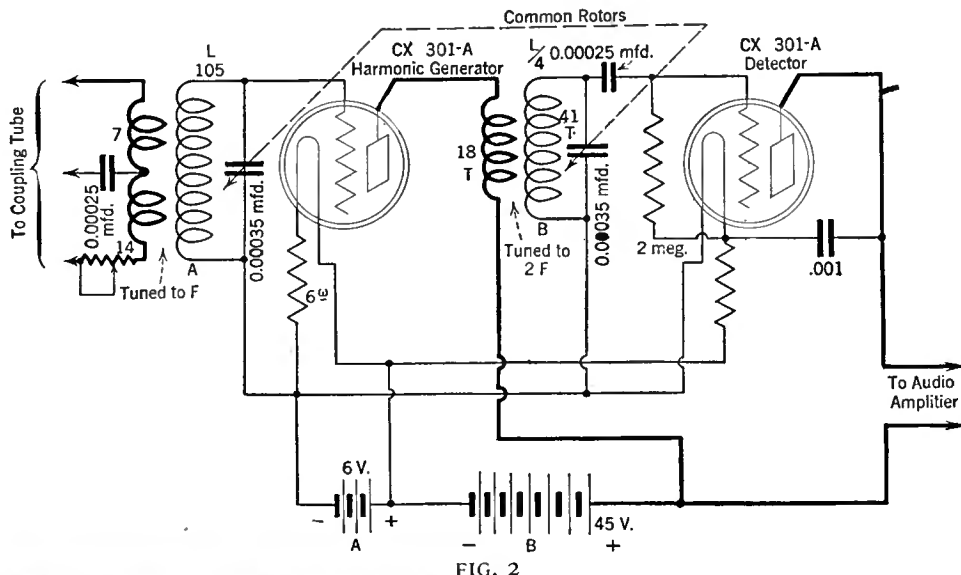 Common Rotors
L
105
CX 301-A
Harmonic Generator
L/4
0.00025 mfd.
CX 301-A
Detector
To Coupling Tube
7
0.00025
mfd.
14
A
Tuned to F
0.00035 mfd.
6 ω
18
T
41
T.
B
Tuned to
2 F
0.00035 mfd.
2 meg.
.001
To Audio
Amplitier
6 V.
-
+
A
-
B
45 V.
+
FIG. 2